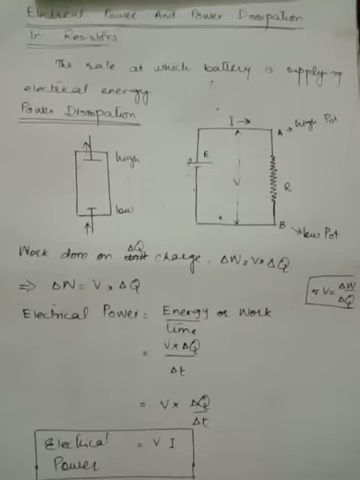 Electrical Power And Power Dissipation
In Resistors
The rate at which battery is supplying
electrical energy
Power Dissipation
I →
A → high Pot
high
E
V
R
low
B → low Pot
Work done on ΔQ charge = ΔW = V × ΔQ
⇒ ΔW = V × ΔQ
∵ V = ΔW/ΔQ
Electrical Power = Energy or Work
Time
= V × ΔQ
Δt
= V × ΔQ
Δt
Electrical = V I
Power